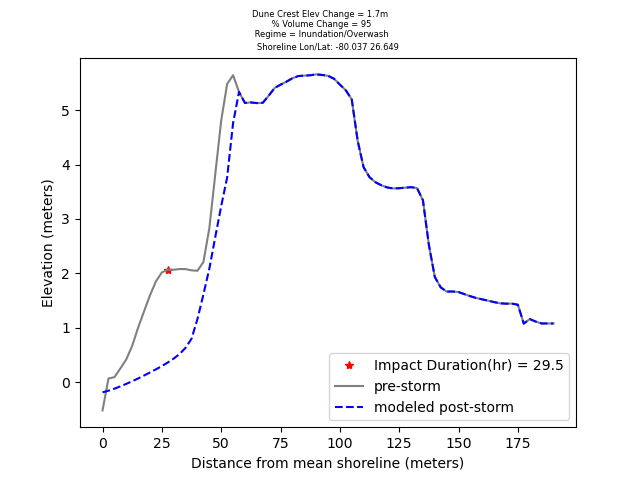 Dune Crest Elev Change = 1.7m
% Volume Change = 95
Regime = Inundation/Overwash
Shoreline Lon/Lat: -80.037 26.649
Elevation (meters)
5
4
3
2
1
0
Impact Duration(hr) = 29.5
pre-storm
modeled post-storm
0 25 50 75 100 125 150 175
Distance from mean shoreline (meters)